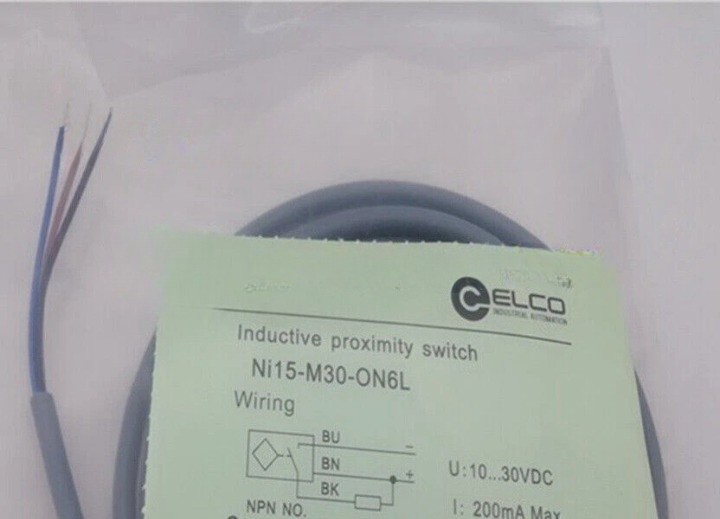 ELCO
INDUSTRIAL AUTOMATION
Inductive proximity switch
Ni15-M30-ON6L
Wiring
BU −
BN +
BK
NPN NO.
U:10...30VDC
I: 200mA Max